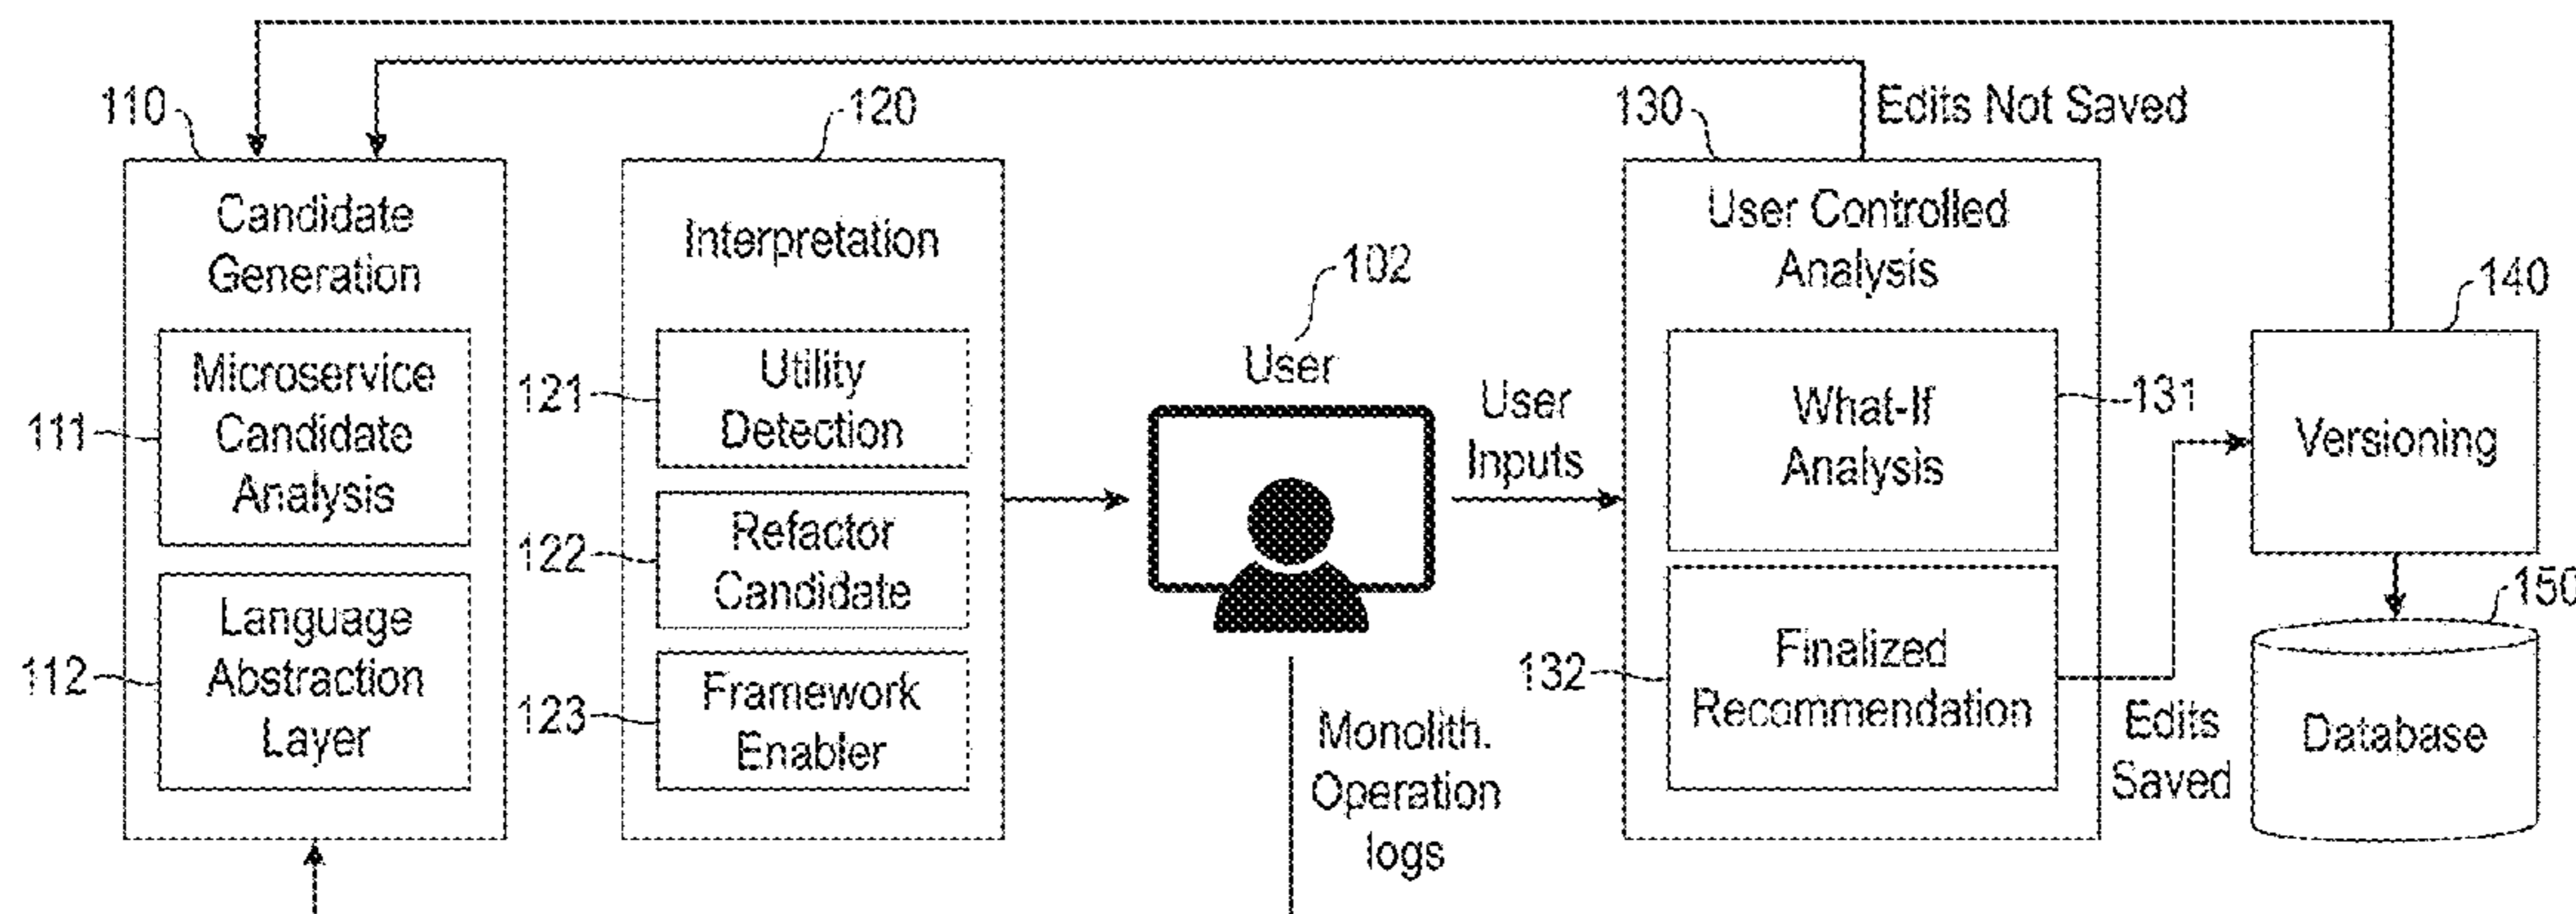 110
Candidate
Generation
111
Microservice
Candidate
Analysis
112
Language
Abstraction
Layer
120
Interpretation
121
Utility
Detection
122
Refactor
Candidate
123
Framework
Enabler
102
User
User
Inputs
Monolith.
Operation
logs
130
Edits Not Saved
User Controlled
Analysis
What-If
Analysis
131
132
Finalized
Recommendation
Edits
Saved
140
Versioning
150
Database